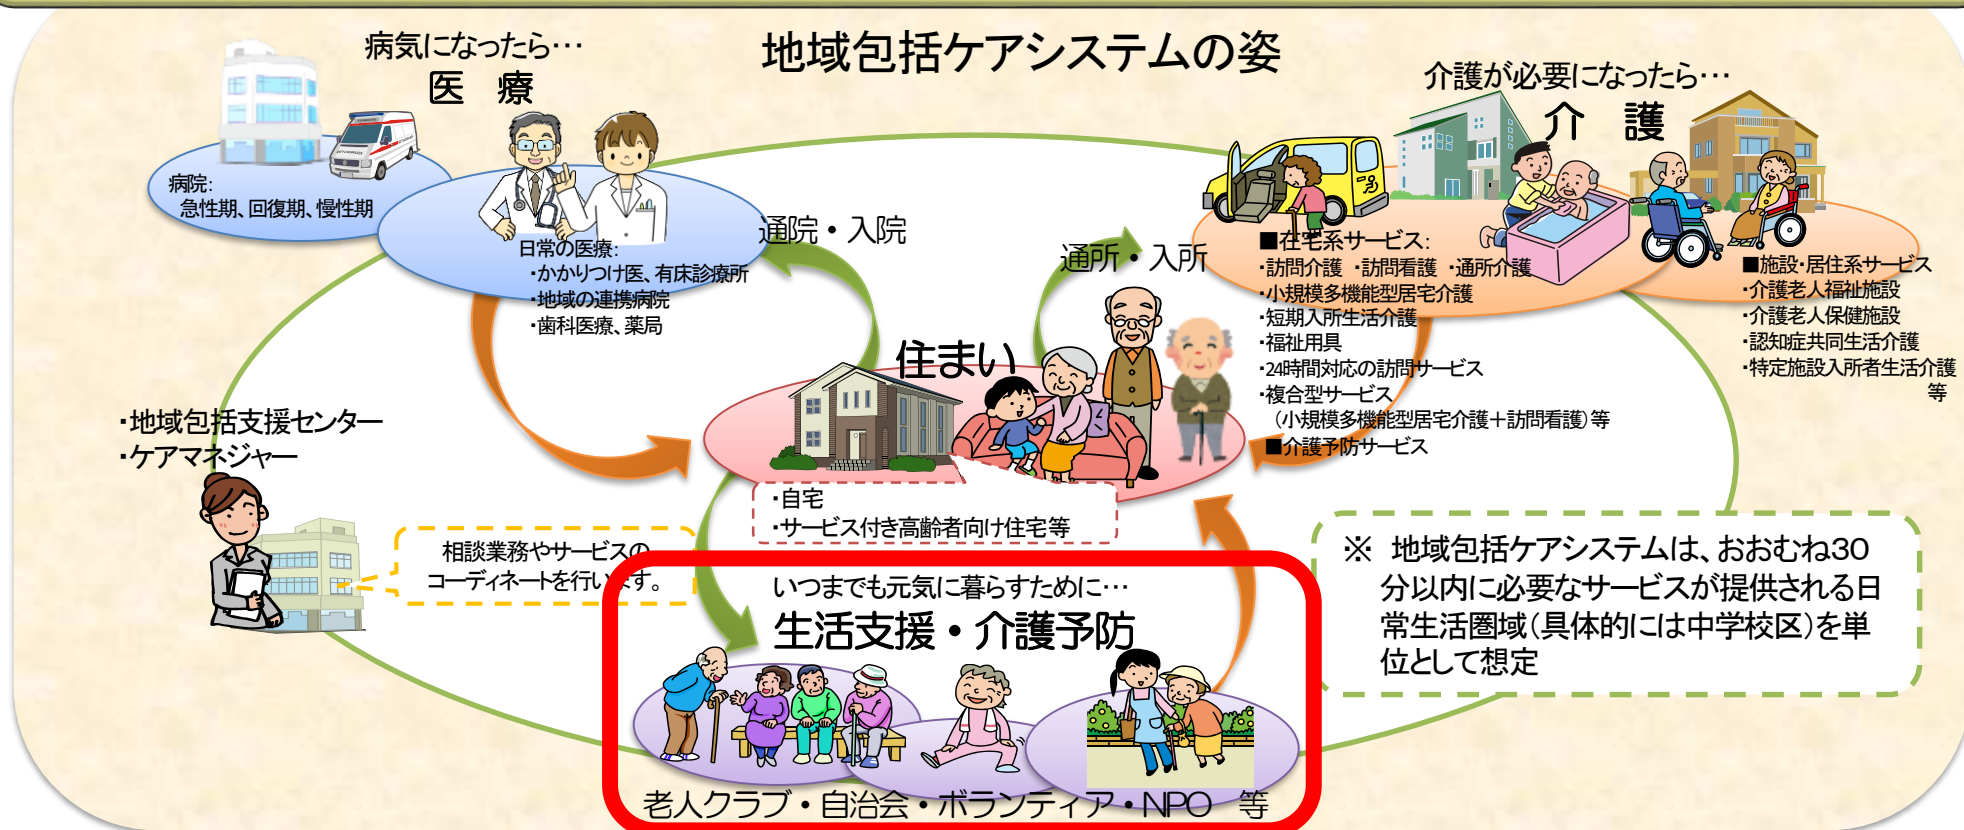 地域包括ケアシステムの姿
病気になったら…
医 療
病院:
急性期、回復期、慢性期
日常の医療:
・かかりつけ医、有床診療所
・地域の連携病院
・歯科医療、薬局
通院・入院
通所・入所
介護が必要になったら…
介 護
■在宅系サービス:
・訪問介護 ・訪問看護 ・通所介護
・小規模多機能型居宅介護
・短期入所生活介護
・福祉用具
・24時間対応の訪問サービス
・複合型サービス
(小規模多機能型居宅介護+訪問看護)等
■介護予防サービス
■施設・居住系サービス
・介護老人福祉施設
・介護老人保健施設
・認知症共同生活介護
・特定施設入所者生活介護
等
住まい
・自宅
・サービス付き高齢者向け住宅等
・地域包括支援センター
・ケアマネジャー
相談業務やサービスの
コーディネートを行います。
いつまでも元気に暮らすために…
生活支援・介護予防
老人クラブ・自治会・ボランティア・NPO 等
※ 地域包括ケアシステムは、おおむね30
分以内に必要なサービスが提供される日
常生活圏域(具体的には中学校区)を単
位として想定